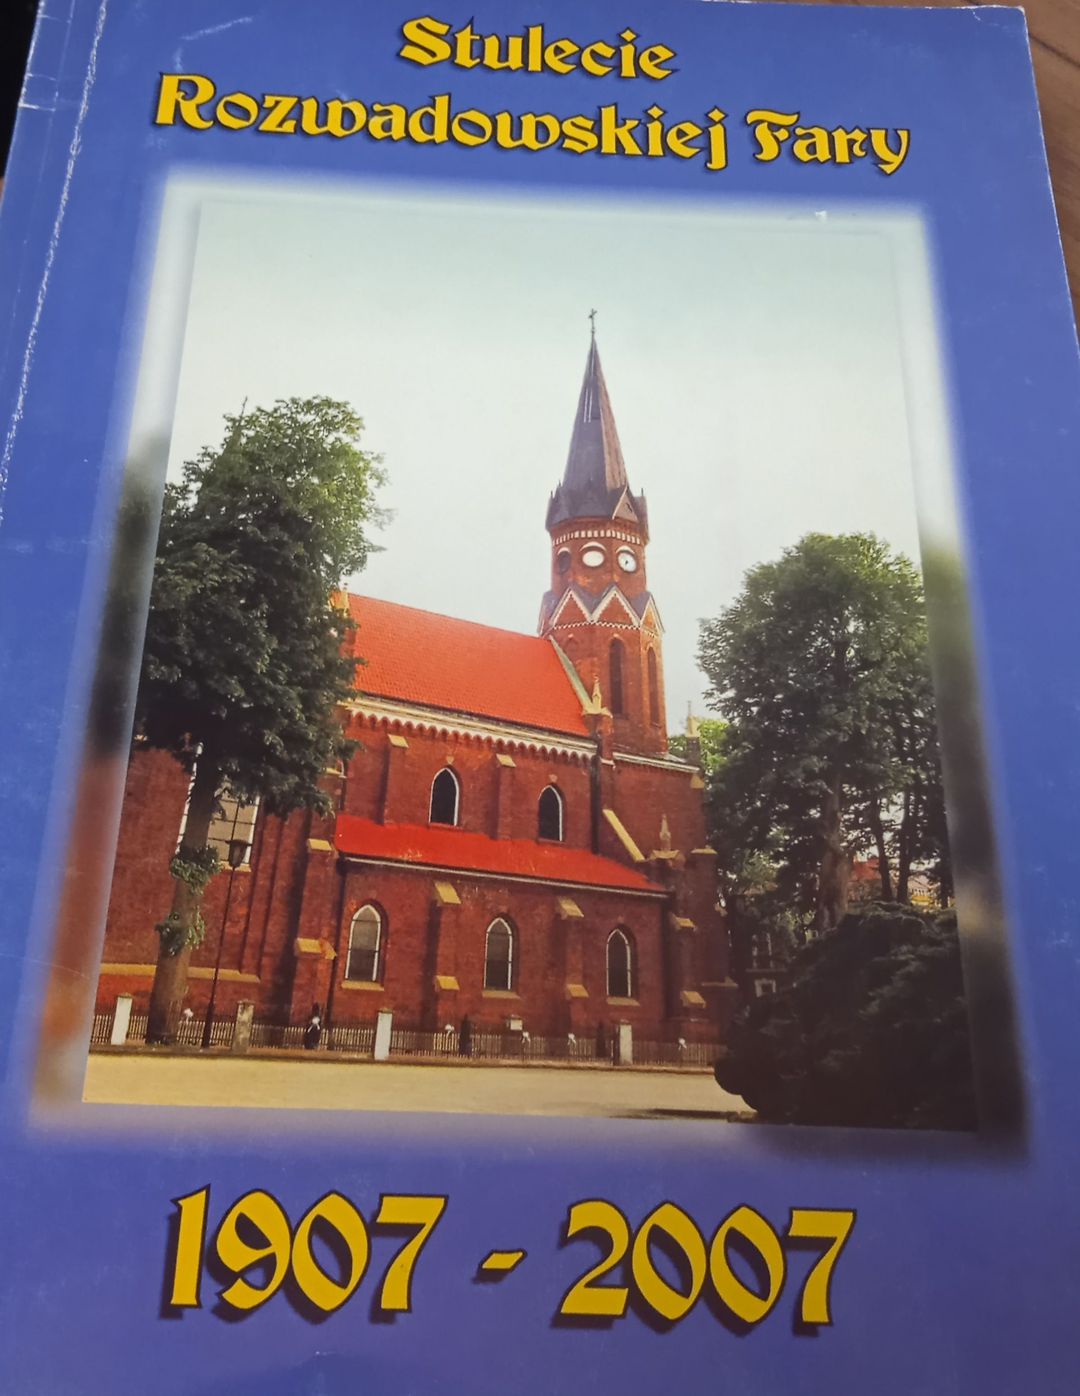 Stulecie
Rozwadowskiej Fary
1907 - 2007